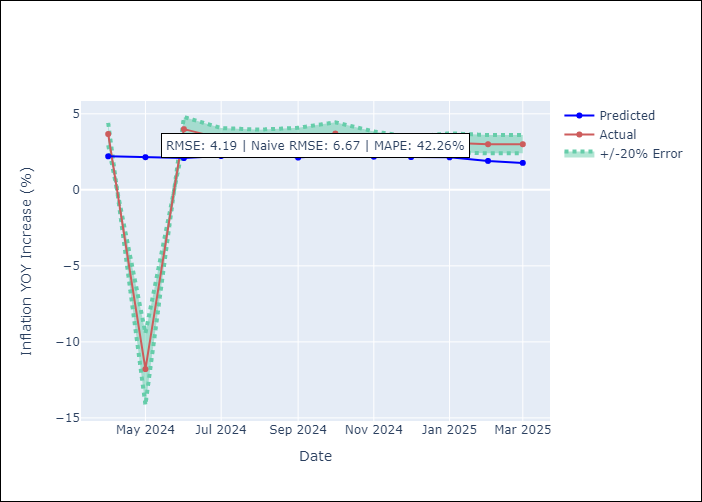 5
0
−5
−10
−15
Inflation YOY Increase (%)
RMSE: 4.19 | Naive RMSE: 6.67 | MAPE: 42.26%
Predicted
Actual
+/-20% Error
May 2024
Jul 2024
Sep 2024
Nov 2024
Jan 2025
Mar 2025
Date